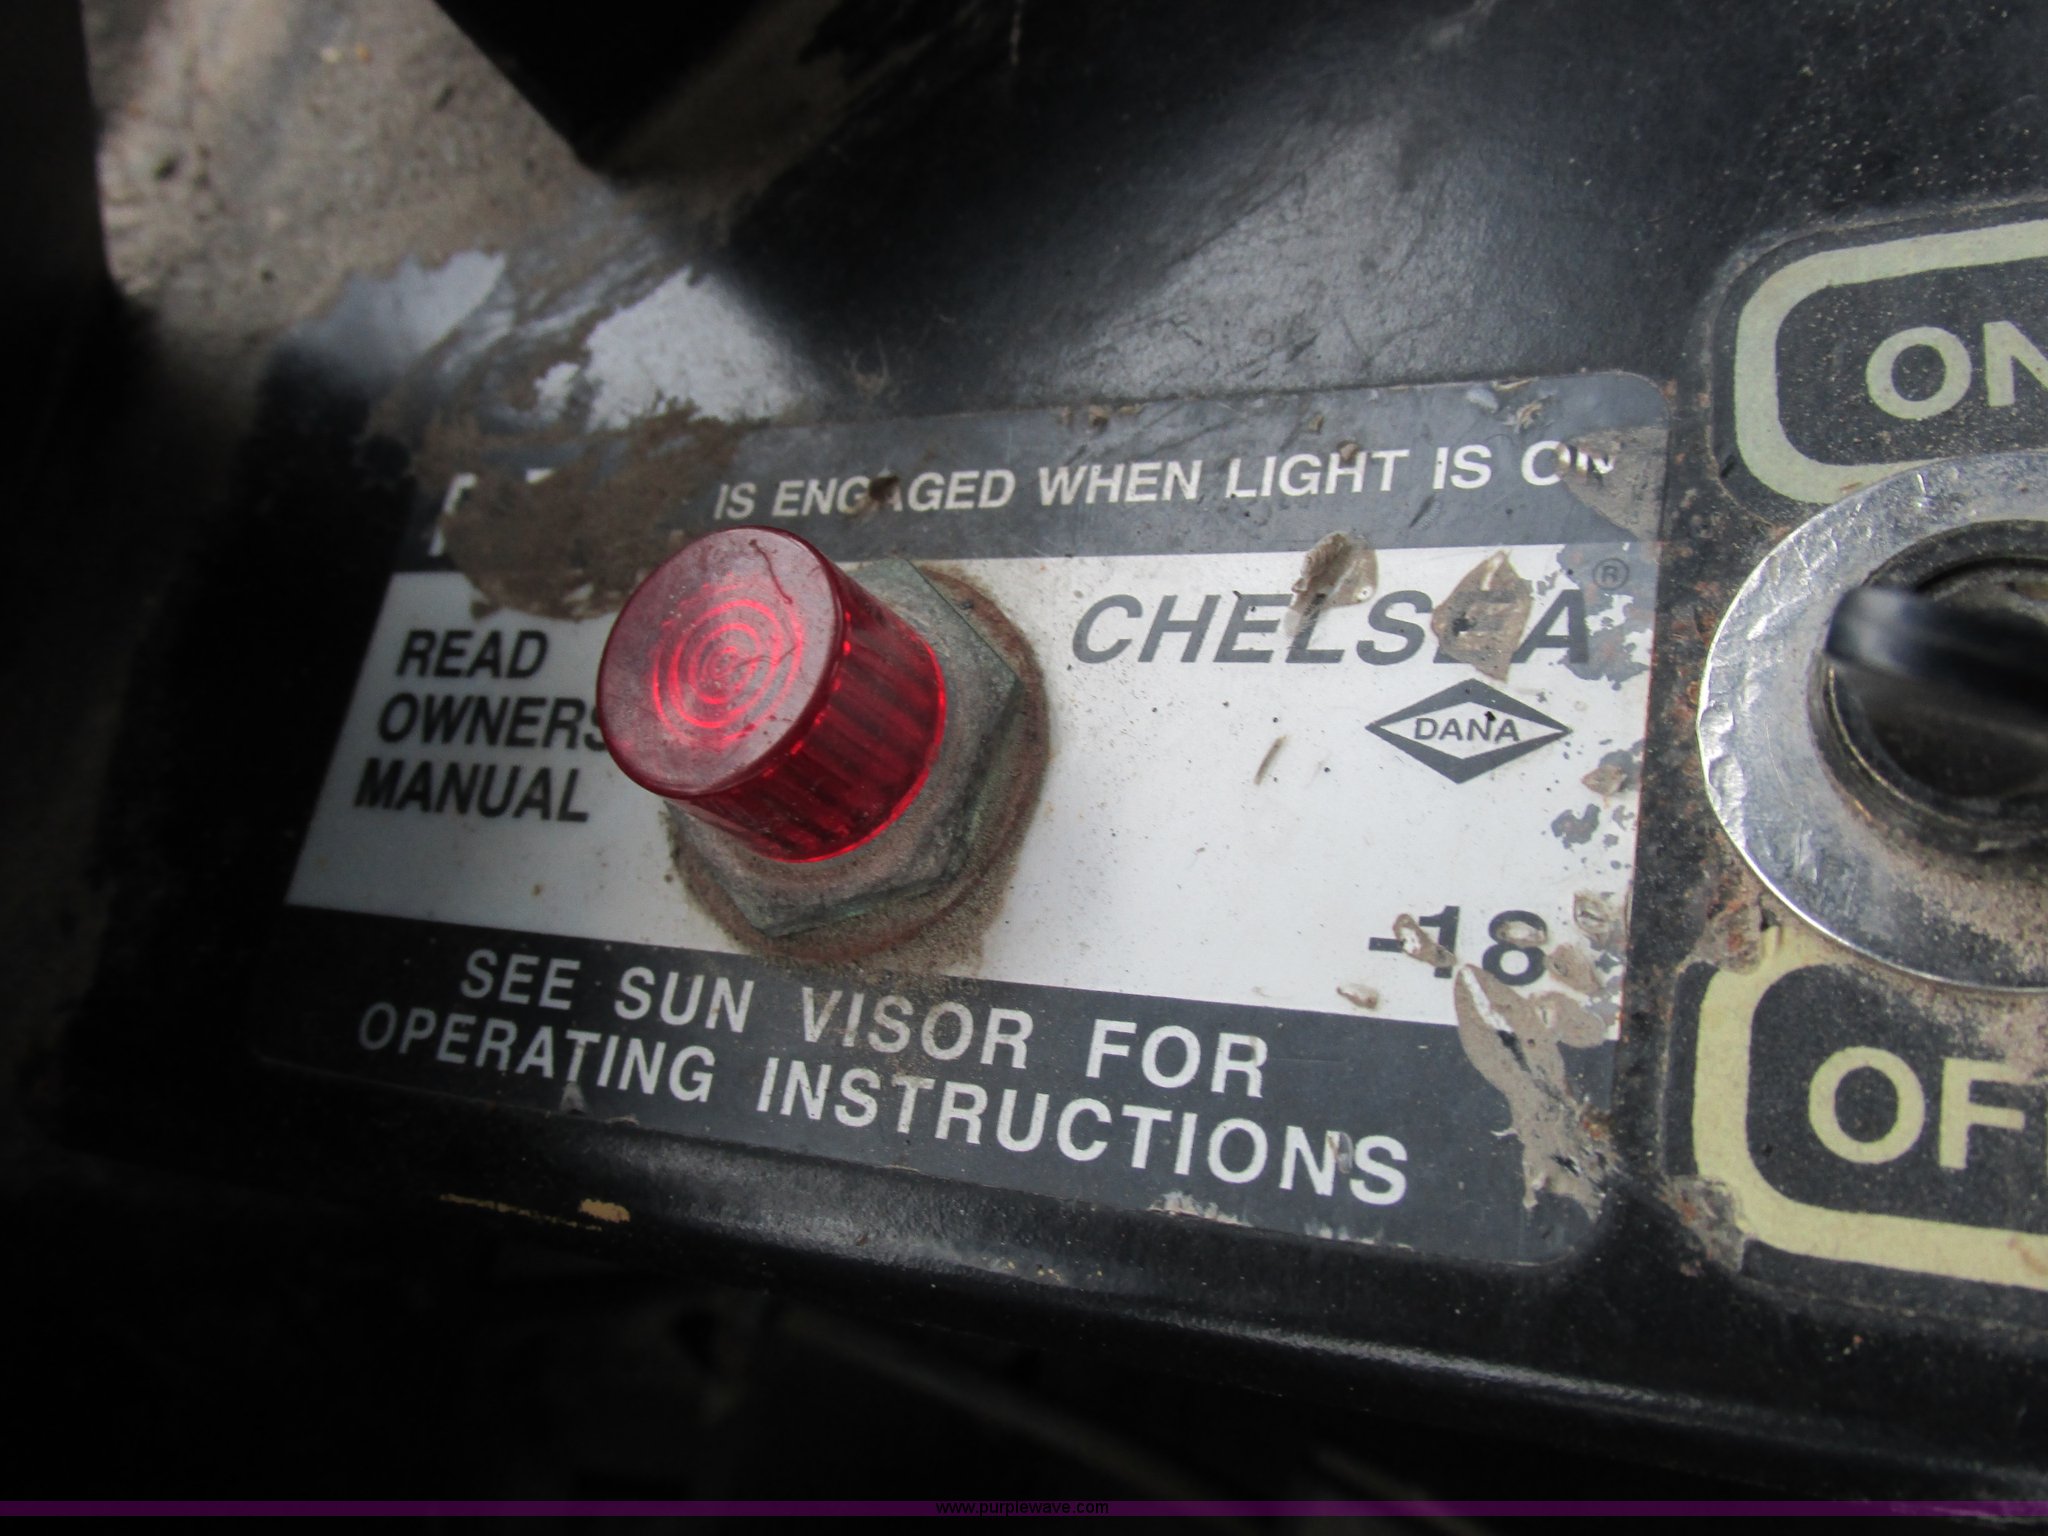 IS ENGAGED WHEN LIGHT IS ON
READ
OWNERS
MANUAL
CHELSEA®
DANA
-18
SEE SUN VISOR FOR
OPERATING INSTRUCTIONS
ON
OF
www.purplewave.com